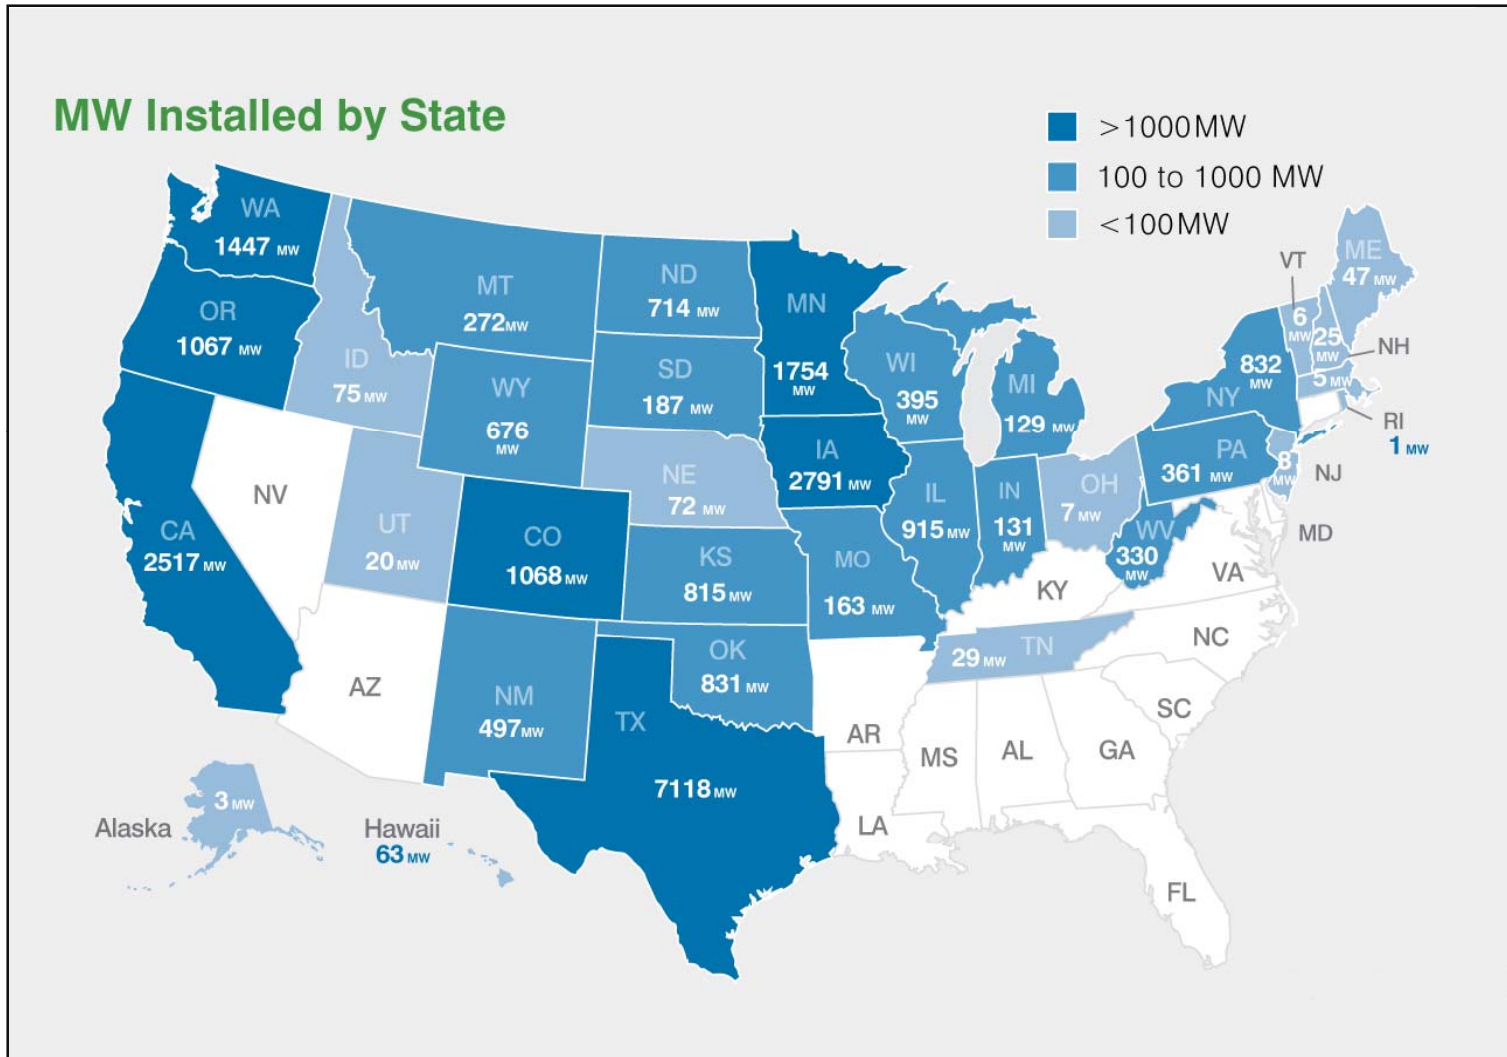 MW Installed by State
>1000MW
100 to 1000 MW
<100MW
WA
1447 MW
OR
1067 MW
CA
2517 MW
NV
ID
75 MW
MT
272 MW
WY
676
MW
UT
20 MW
CO
1068 MW
AZ
NM
497 MW
ND
714 MW
SD
187 MW
NE
72 MW
KS
815 MW
OK
831 MW
TX
7118 MW
MN
1754
MW
IA
2791 MW
MO
163 MW
AR
LA
WI
395
MW
IL
915 MW
MI
129 MW
IN
131
MW
OH
7 MW
KY
29 MW TN
MS
AL
GA
FL
SC
NC
VA
WV
330
MW
PA
361 MW
832
MW
NY
VT
6
MW
25
MW
NH
ME
47 MW
5 MW
RI
1 MW
8
MW
NJ
MD
Alaska
3 MW
Hawaii
63 MW